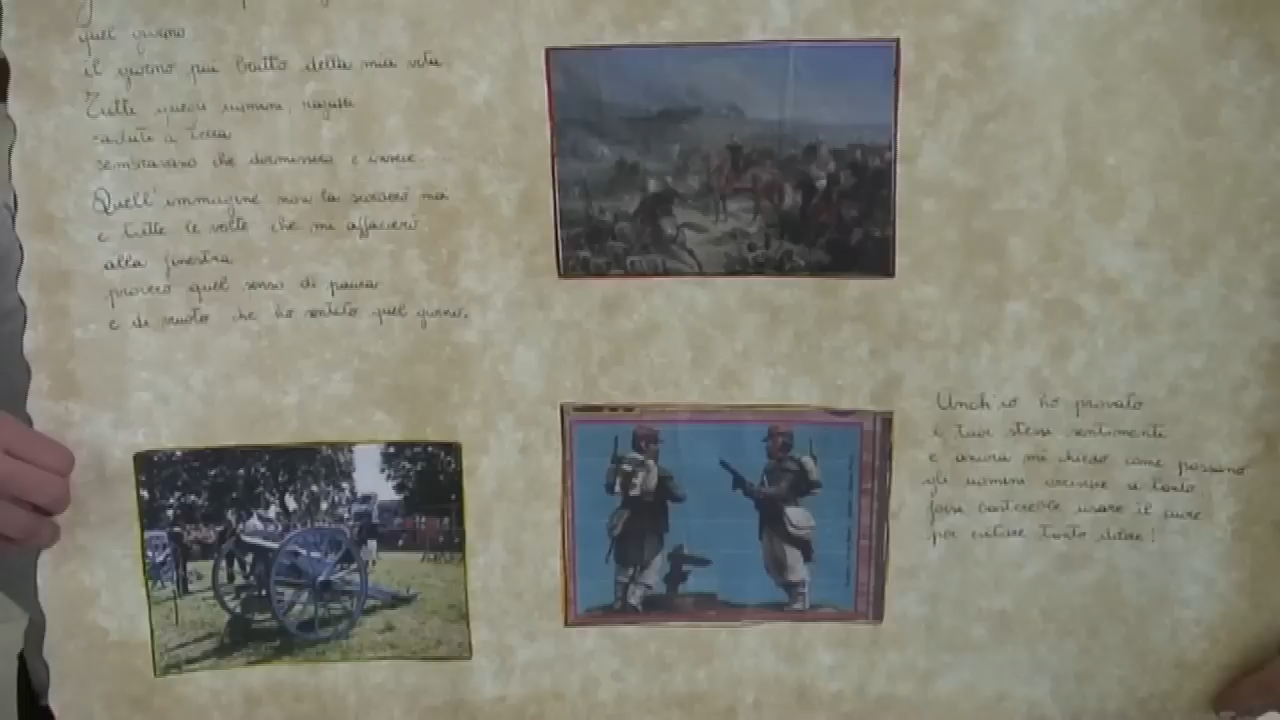 quel giorno
il giorno più brutto della mia vita
Tutti quegli uomini, ragazzi
caduti a terra
sembravano che dormissero e invece.
Quell'immagine non la scorderò mai
e tutte le volte che mi affaccierò
alla finestra
proverò quel senso di paura
e di vuoto che ho sentito quel giorno.
Anch'io ho provato
i tuoi stessi sentimenti
e ancora mi chiedo come possano
gli uomini uccidersi si tanto
forse basterebbe usare il cuore
per evitare tanto dolore!